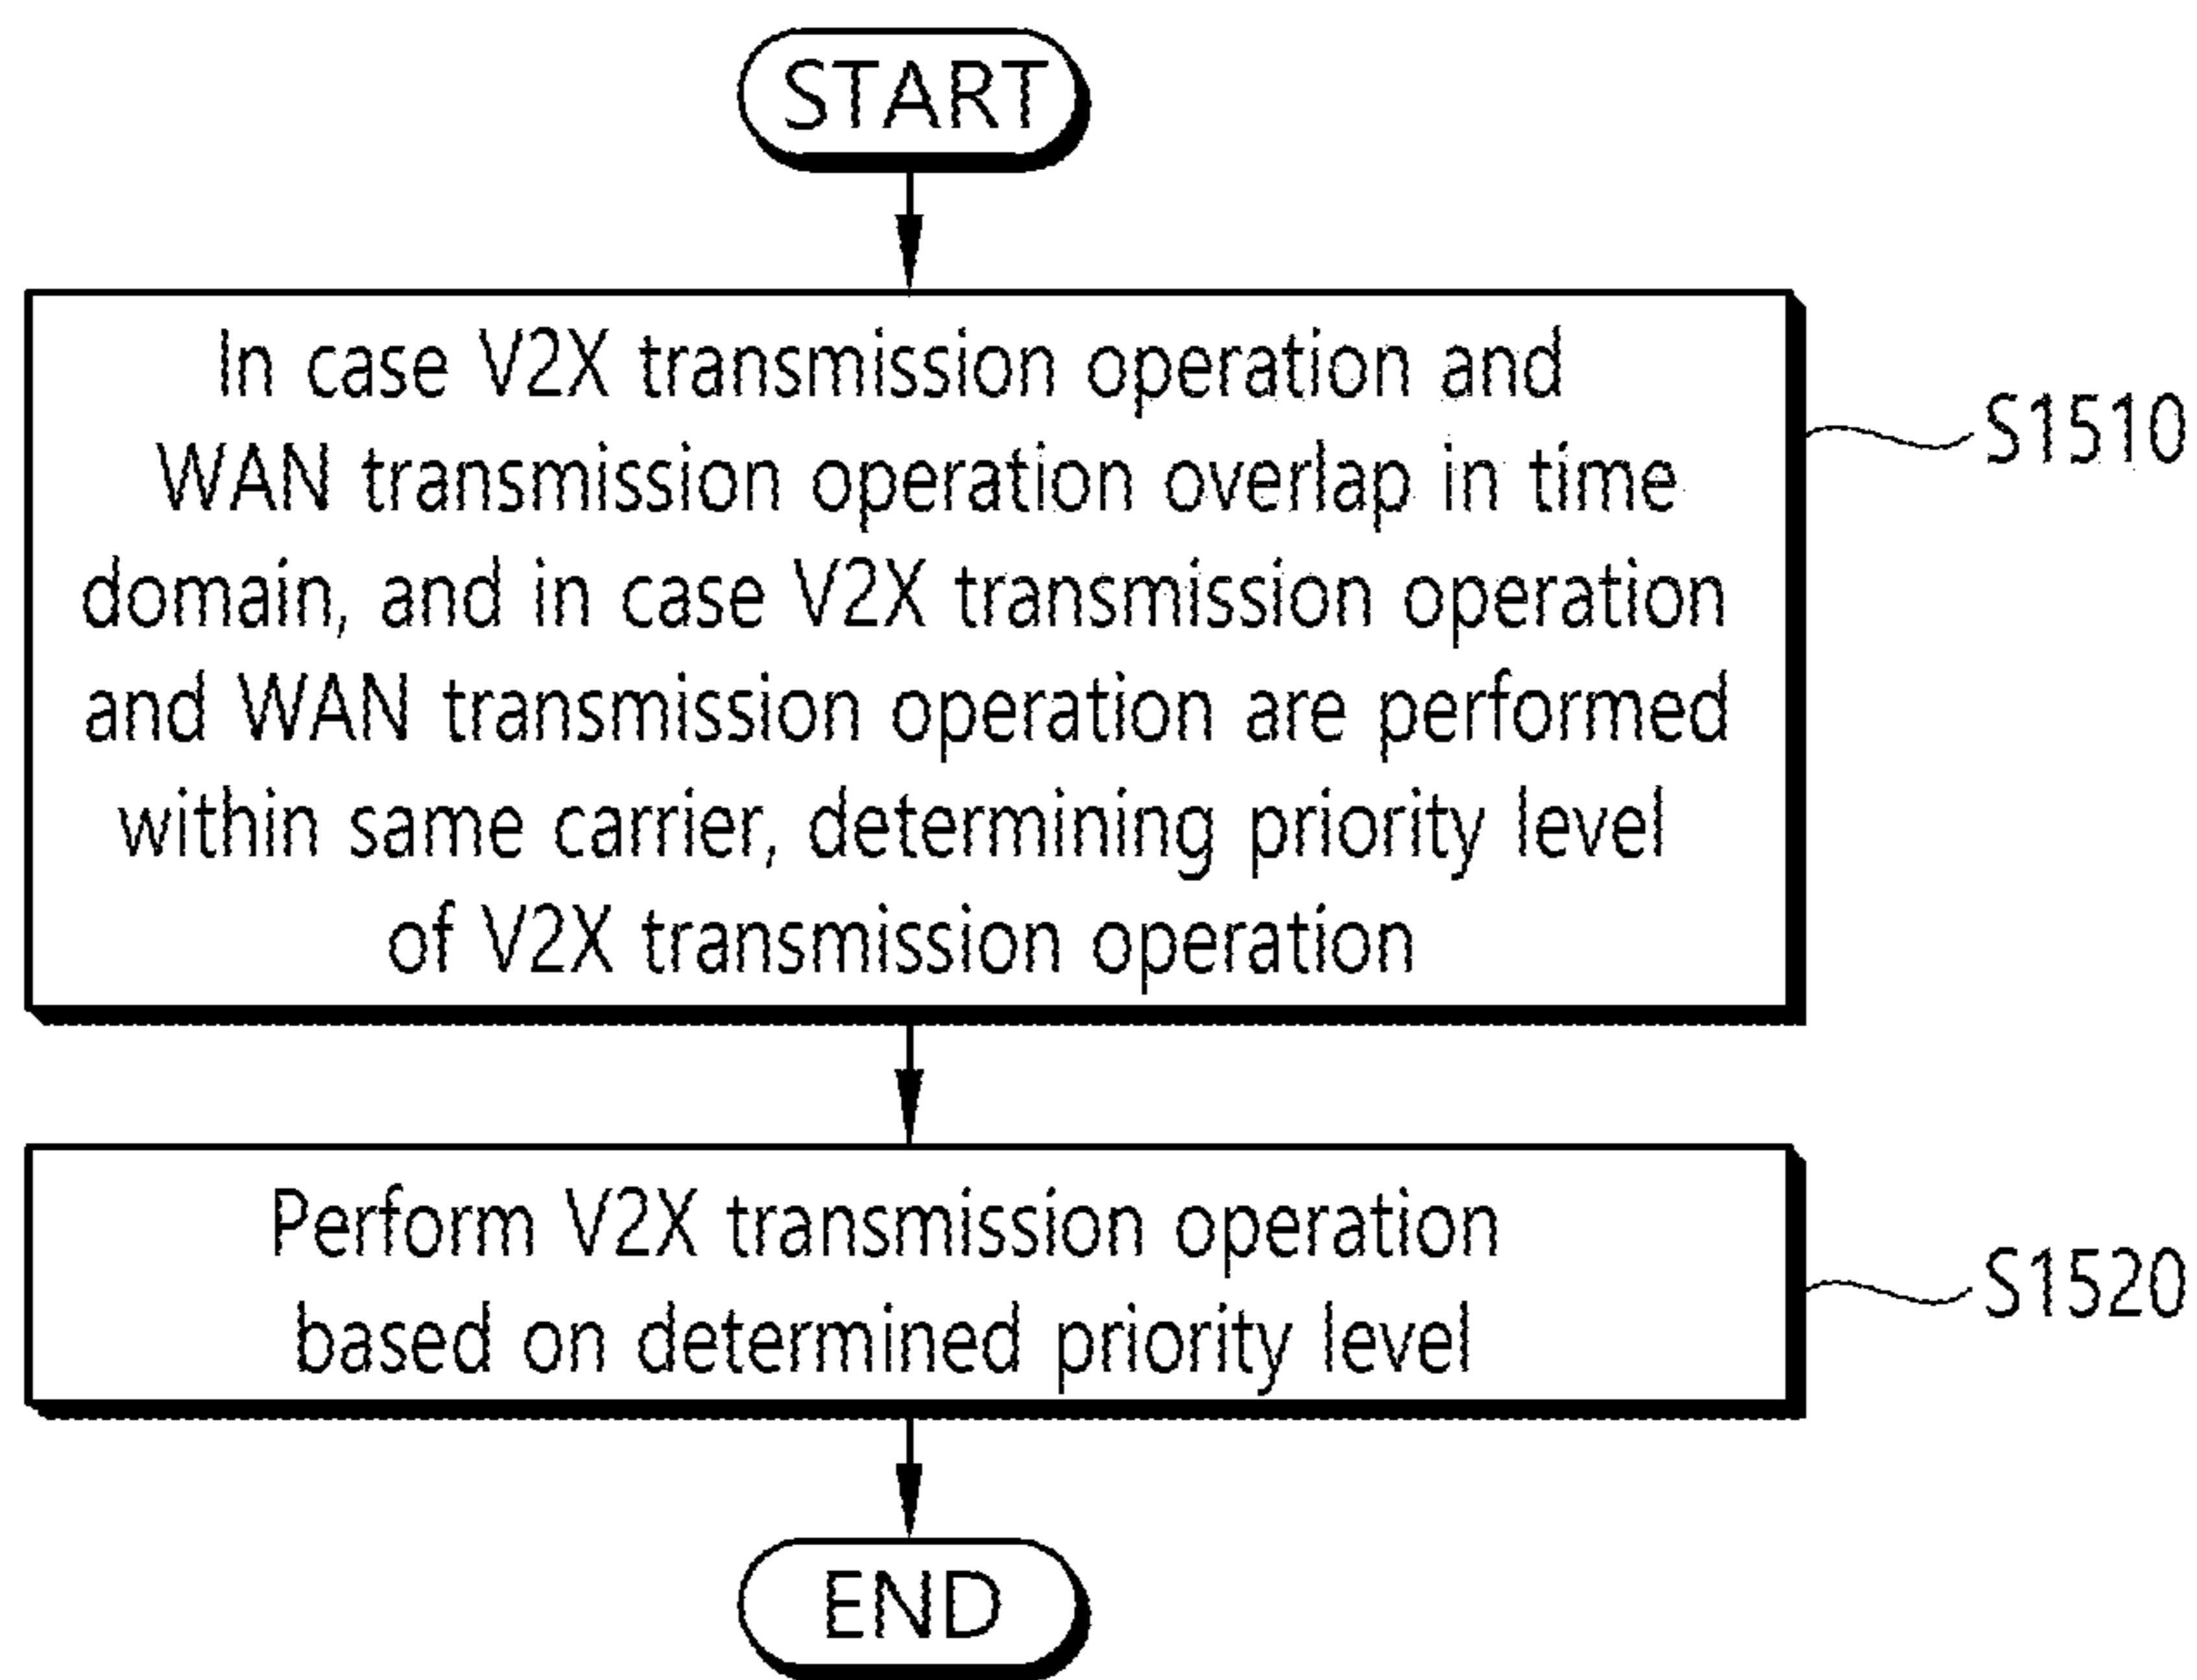 START
In case V2X transmission operation and
WAN transmission operation overlap in time
domain, and in case V2X transmission operation
and WAN transmission operation are performed
within same carrier, determining priority level
of V2X transmission operation
S1510
Perform V2X transmission operation
based on determined priority level
S1520
END